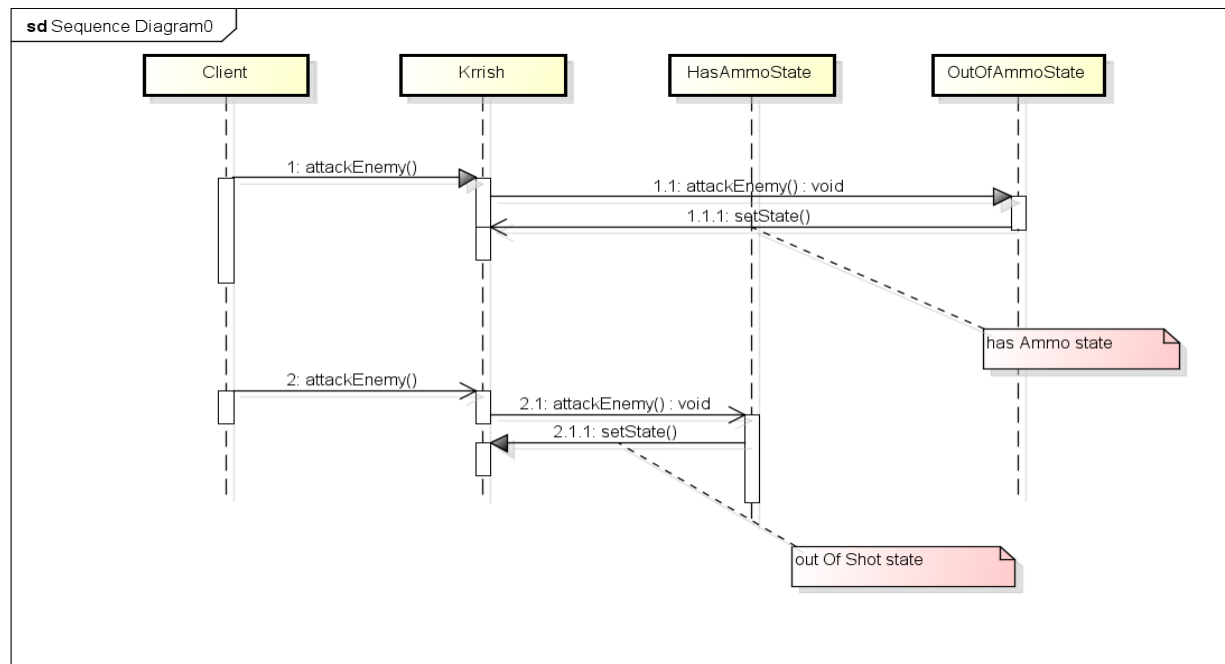 sd Sequence Diagram0
Client
Krrish
HasAmmoState
OutOfAmmoState
1: attackEnemy()
1.1: attackEnemy() : void
1.1.1: setState()
has Ammo state
2: attackEnemy()
2.1: attackEnemy() : void
2.1.1: setState()
out Of Shot state